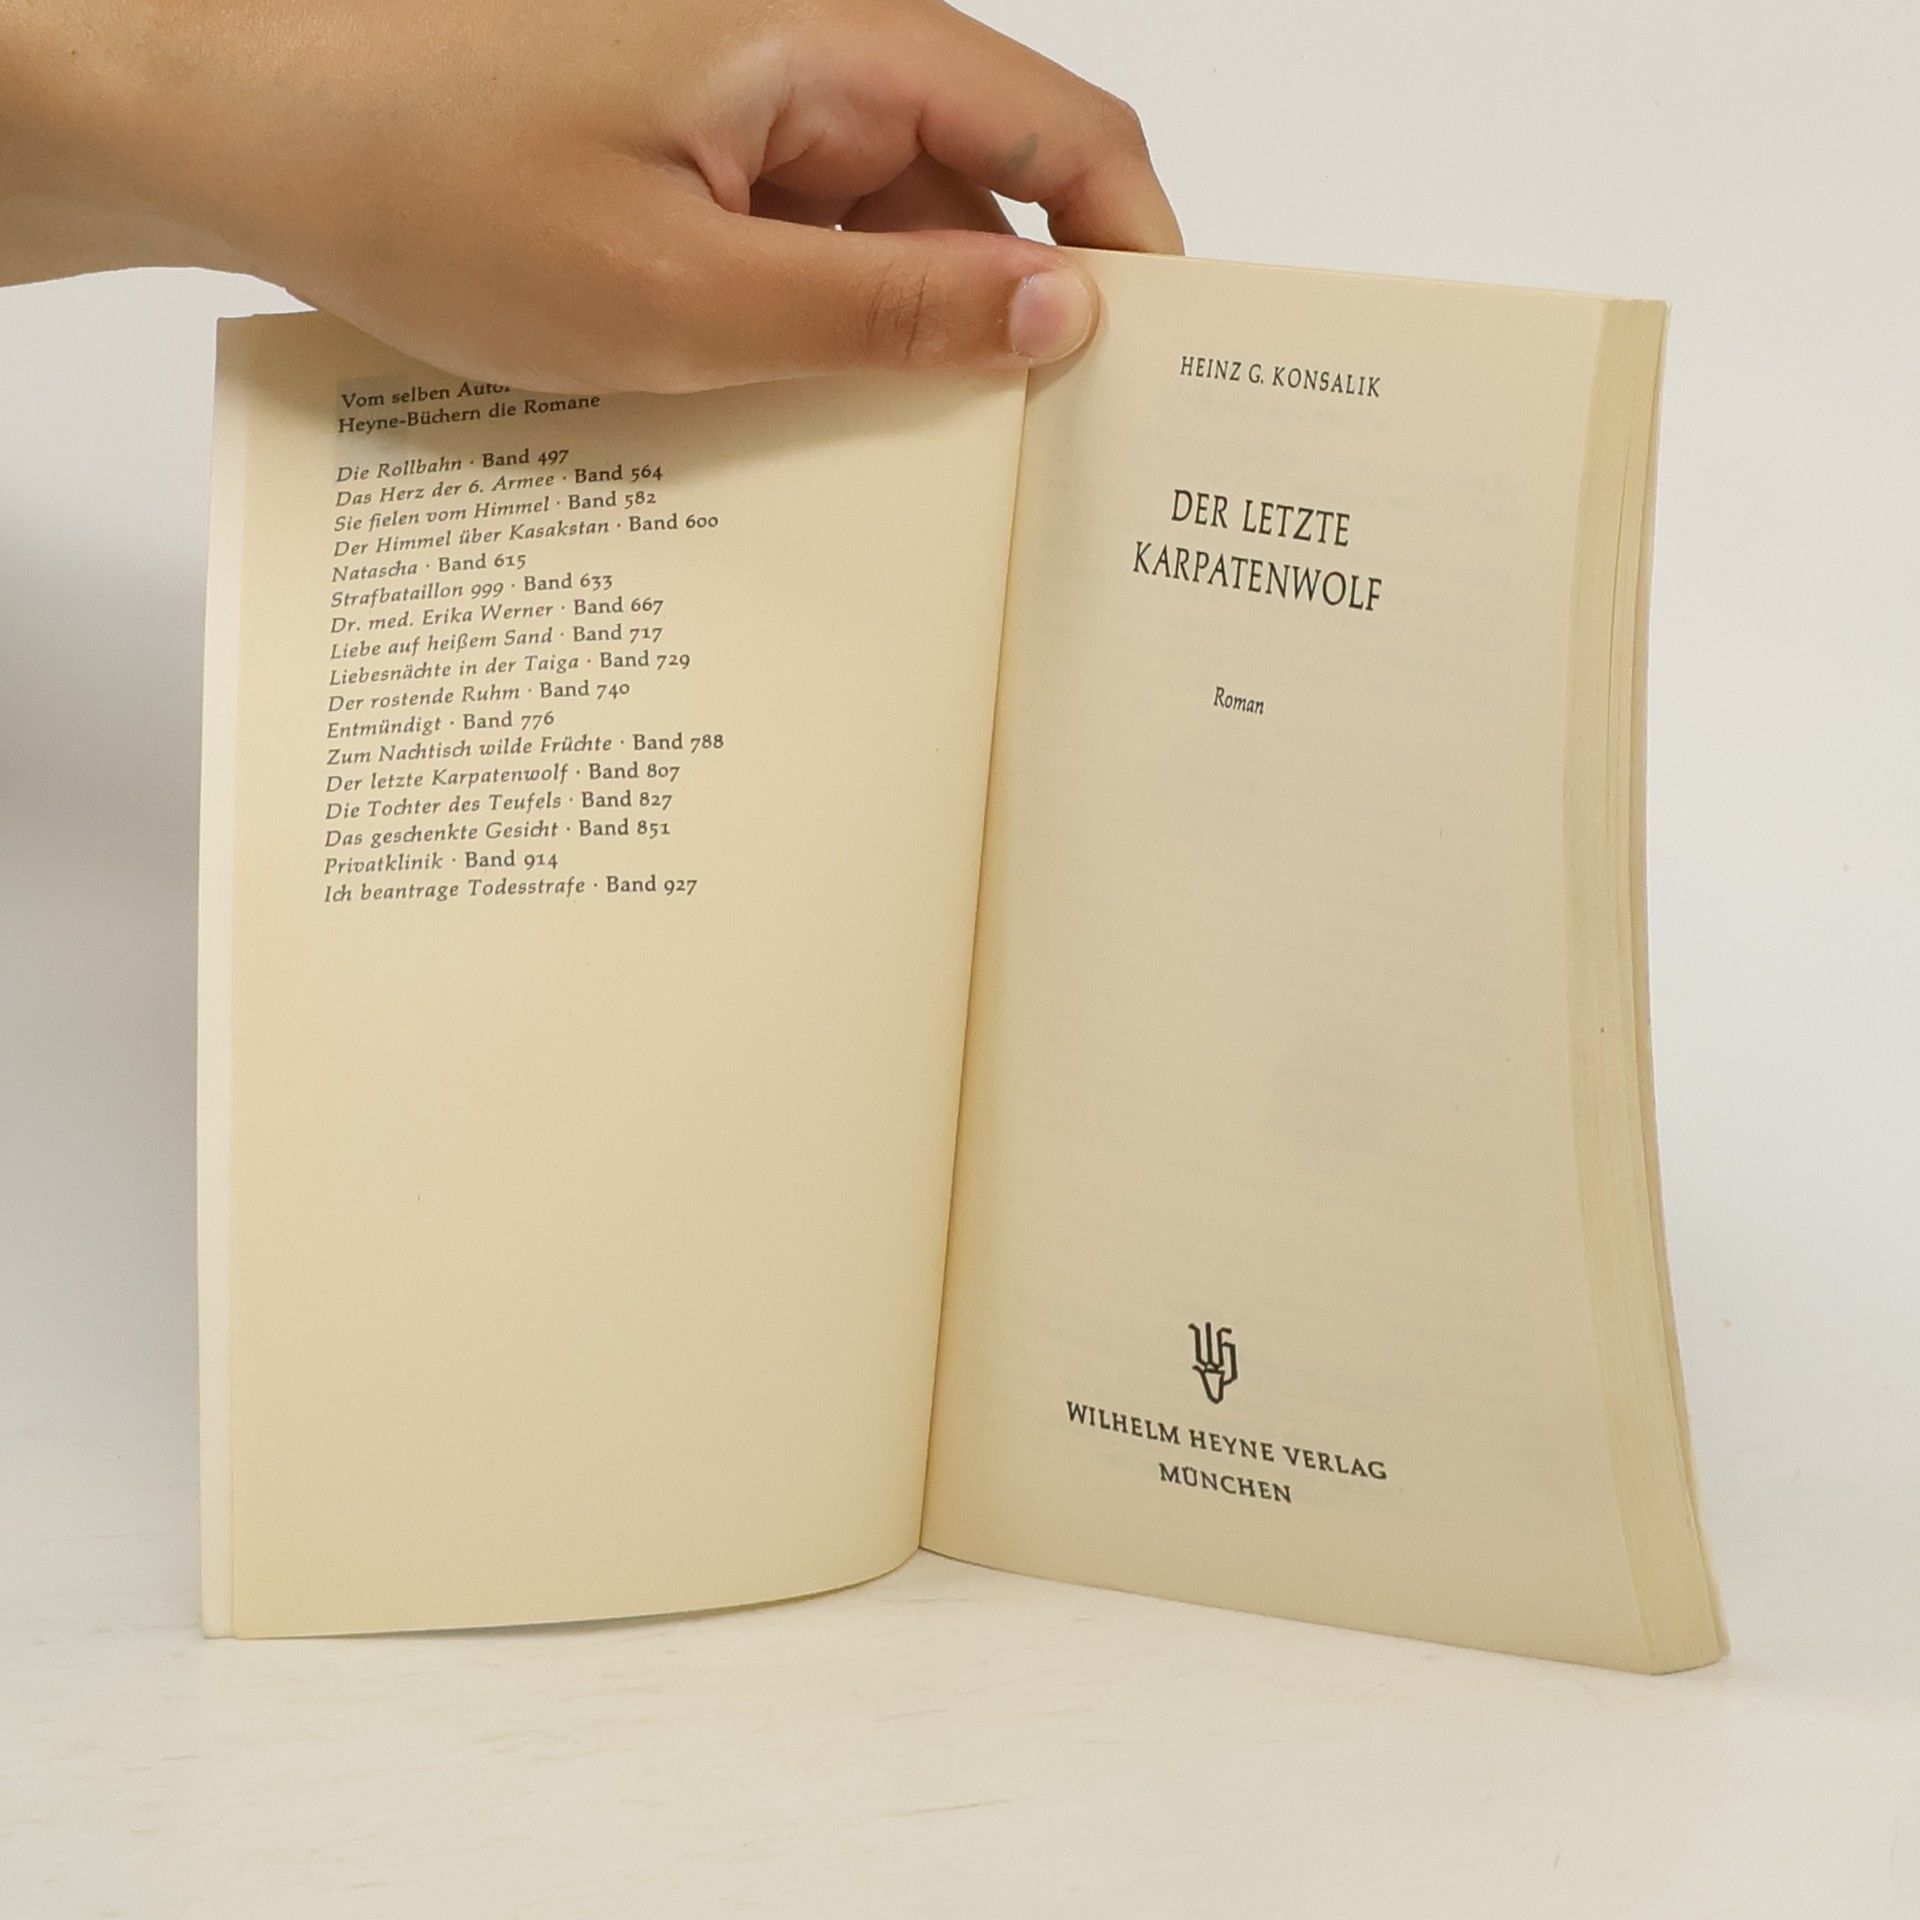 Vom selben Autor
Heyne-Büchern die Romane
Die Rollbahn · Band 497
Das Herz der 6. Armee · Band 564
Sie fielen vom Himmel · Band 582
Der Himmel über Kasakstan · Band 600
Natascha · Band 615
Strafbataillon 999 · Band 633
Dr. med. Erika Werner · Band 667
Liebe auf heißem Sand · Band 717
Liebesnächte in der Taiga · Band 729
Der rostende Ruhm · Band 740
Entmündigt · Band 776
Zum Nachtisch wilde Früchte · Band 788
Der letzte Karpatenwolf · Band 807
Die Tochter des Teufels · Band 827
Das geschenkte Gesicht · Band 851
Privatklinik · Band 914
Ich beantrage Todesstrafe · Band 927
HEINZ G. KONSALIK
DER LETZTE
KARPATENWOLF
Roman
WILHELM HEYNE VERLAG
MÜNCHEN